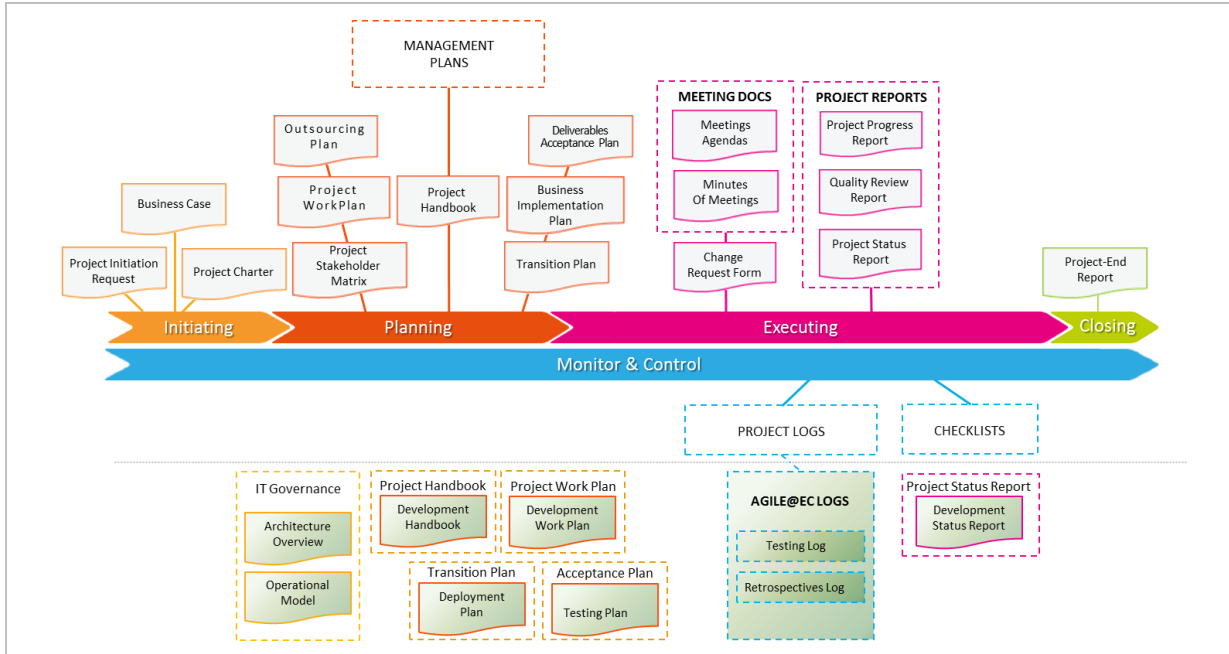 MANAGEMENT
PLANS
MEETING DOCS
PROJECT REPORTS
Outsourcing
Plan
Deliverables
Acceptance Plan
Meetings
Agendas
Project Progress
Report
Business Case
Project
WorkPlan
Project
Handbook
Business
Implementation
Plan
Minutes
Of Meetings
Quality Review
Report
Project Initiation
Request
Project Charter
Project
Stakeholder
Matrix
Transition Plan
Change
Request Form
Project Status
Report
Project-End
Report
Initiating
Planning
Executing
Closing
Monitor & Control
PROJECT LOGS
CHECKLISTS
IT Governance
Architecture
Overview
Operational
Model
Project Handbook
Development
Handbook
Project Work Plan
Development
Work Plan
Transition Plan
Deployment
Plan
Acceptance Plan
Testing Plan
AGILE@EC LOGS
Testing Log
Retrospectives Log
Project Status Report
Development
Status Report